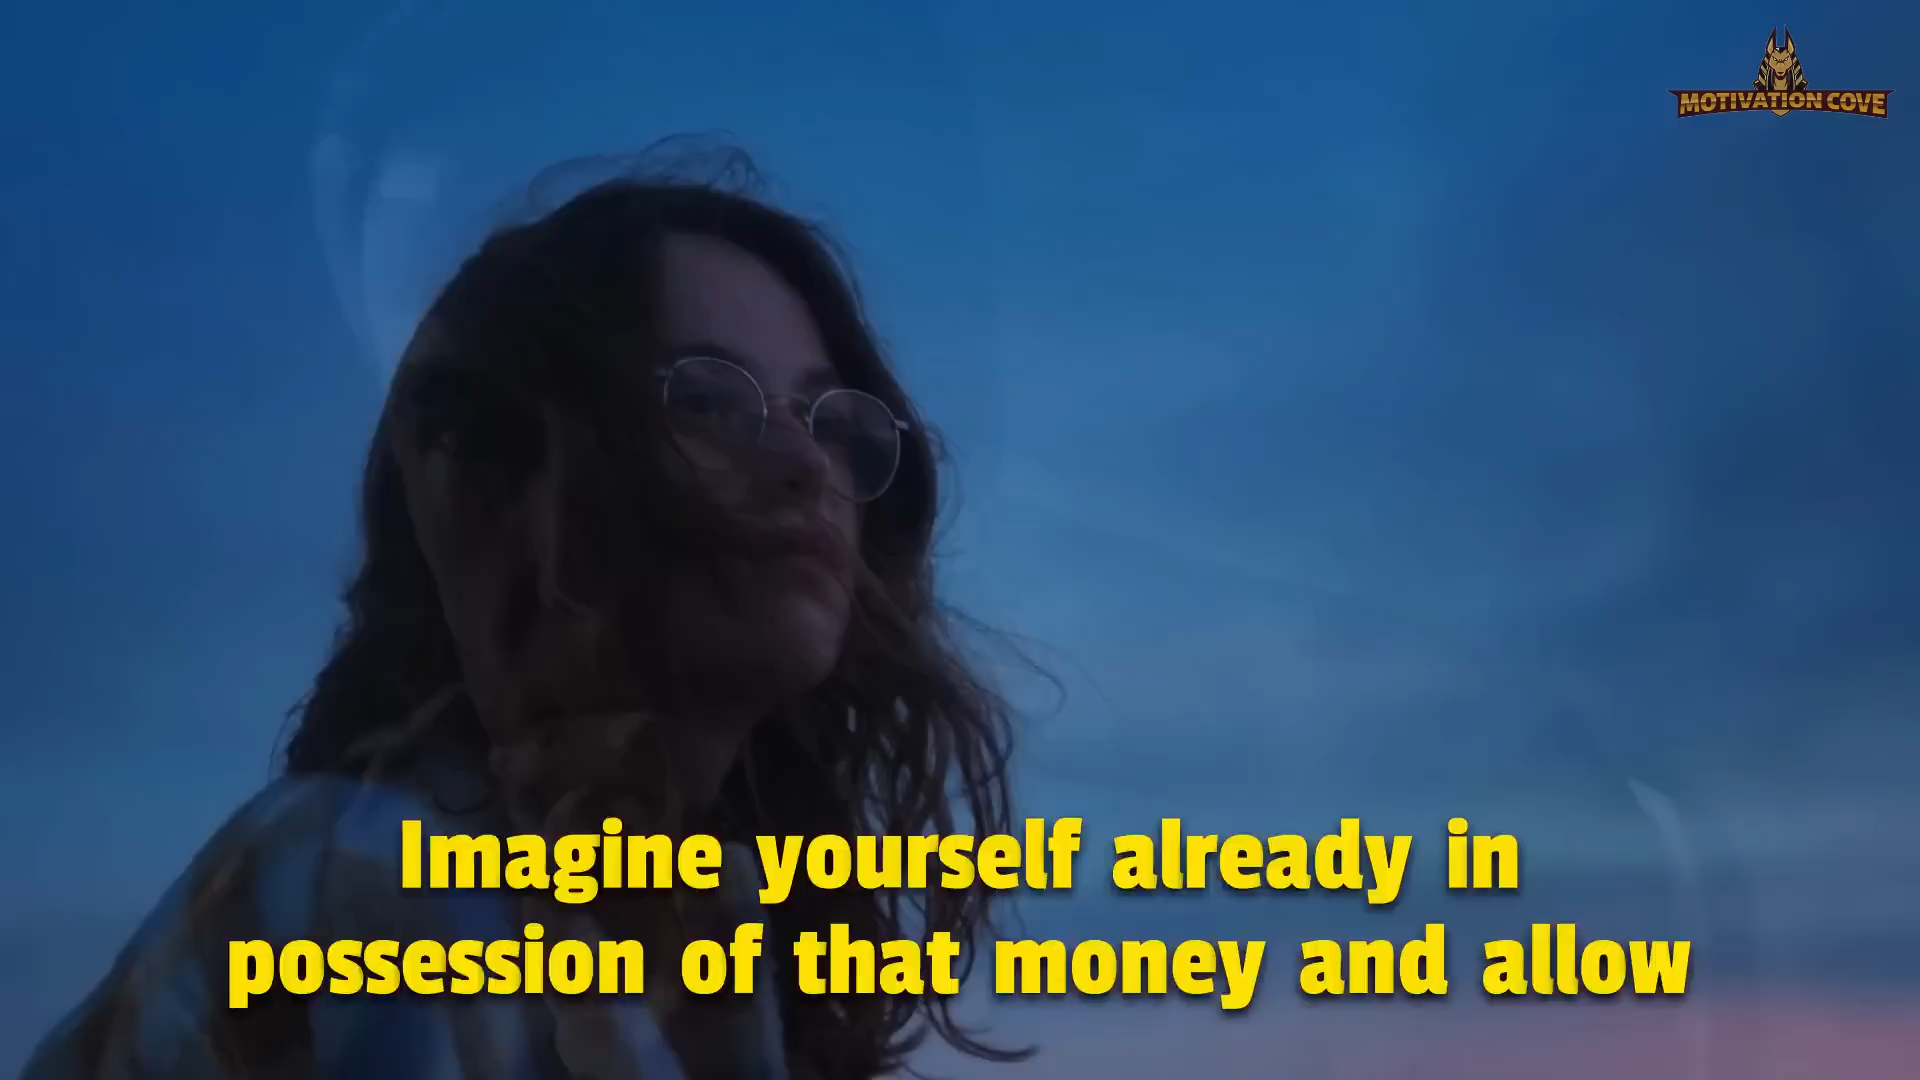 MOTIVATION COVE
Imagine yourself already in
possession of that money and allow